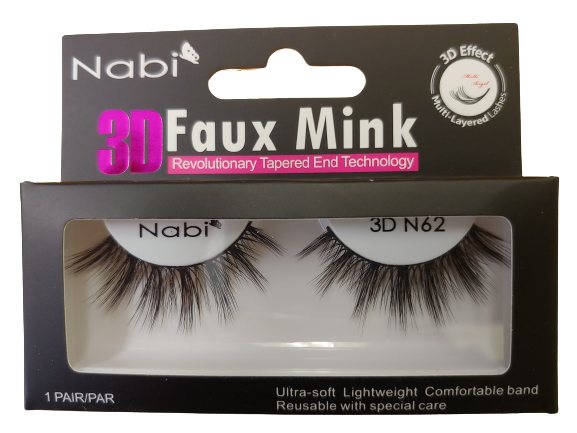 Nabi
3D Effect
Multi-Layered Lashes
3D Faux Mink
Revolutionary Tapered End Technology
Nabi
3D N62
1 PAIR/PAR
Ultra-soft Lightweight Comfortable band
Reusable with special care